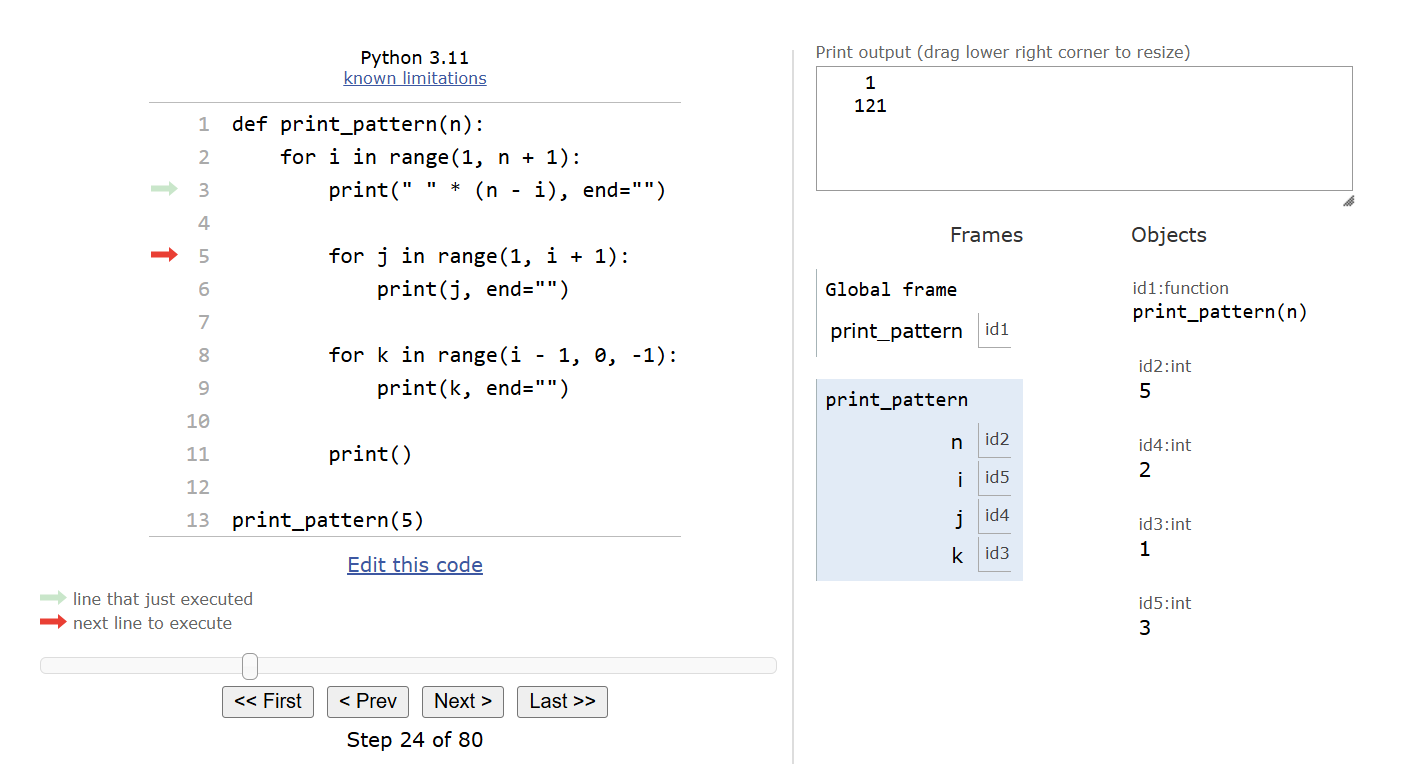 Python 3.11
known limitations
1 def print_pattern(n):
2     for i in range(1, n + 1):
3         print(" " * (n - i), end="")
4
5         for j in range(1, i + 1):
6             print(j, end="")
7
8         for k in range(i - 1, 0, -1):
9             print(k, end="")
10
11         print()
12
13 print_pattern(5)
Edit this code
line that just executed
next line to execute
<< First < Prev Next > Last >>
Step 24 of 80
Print output (drag lower right corner to resize)
    1
   121
Frames
Objects
Global frame
print_pattern id1
print_pattern
n id2
i id5
j id4
k id3
id1:function
print_pattern(n)
id2:int
5
id4:int
2
id3:int
1
id5:int
3